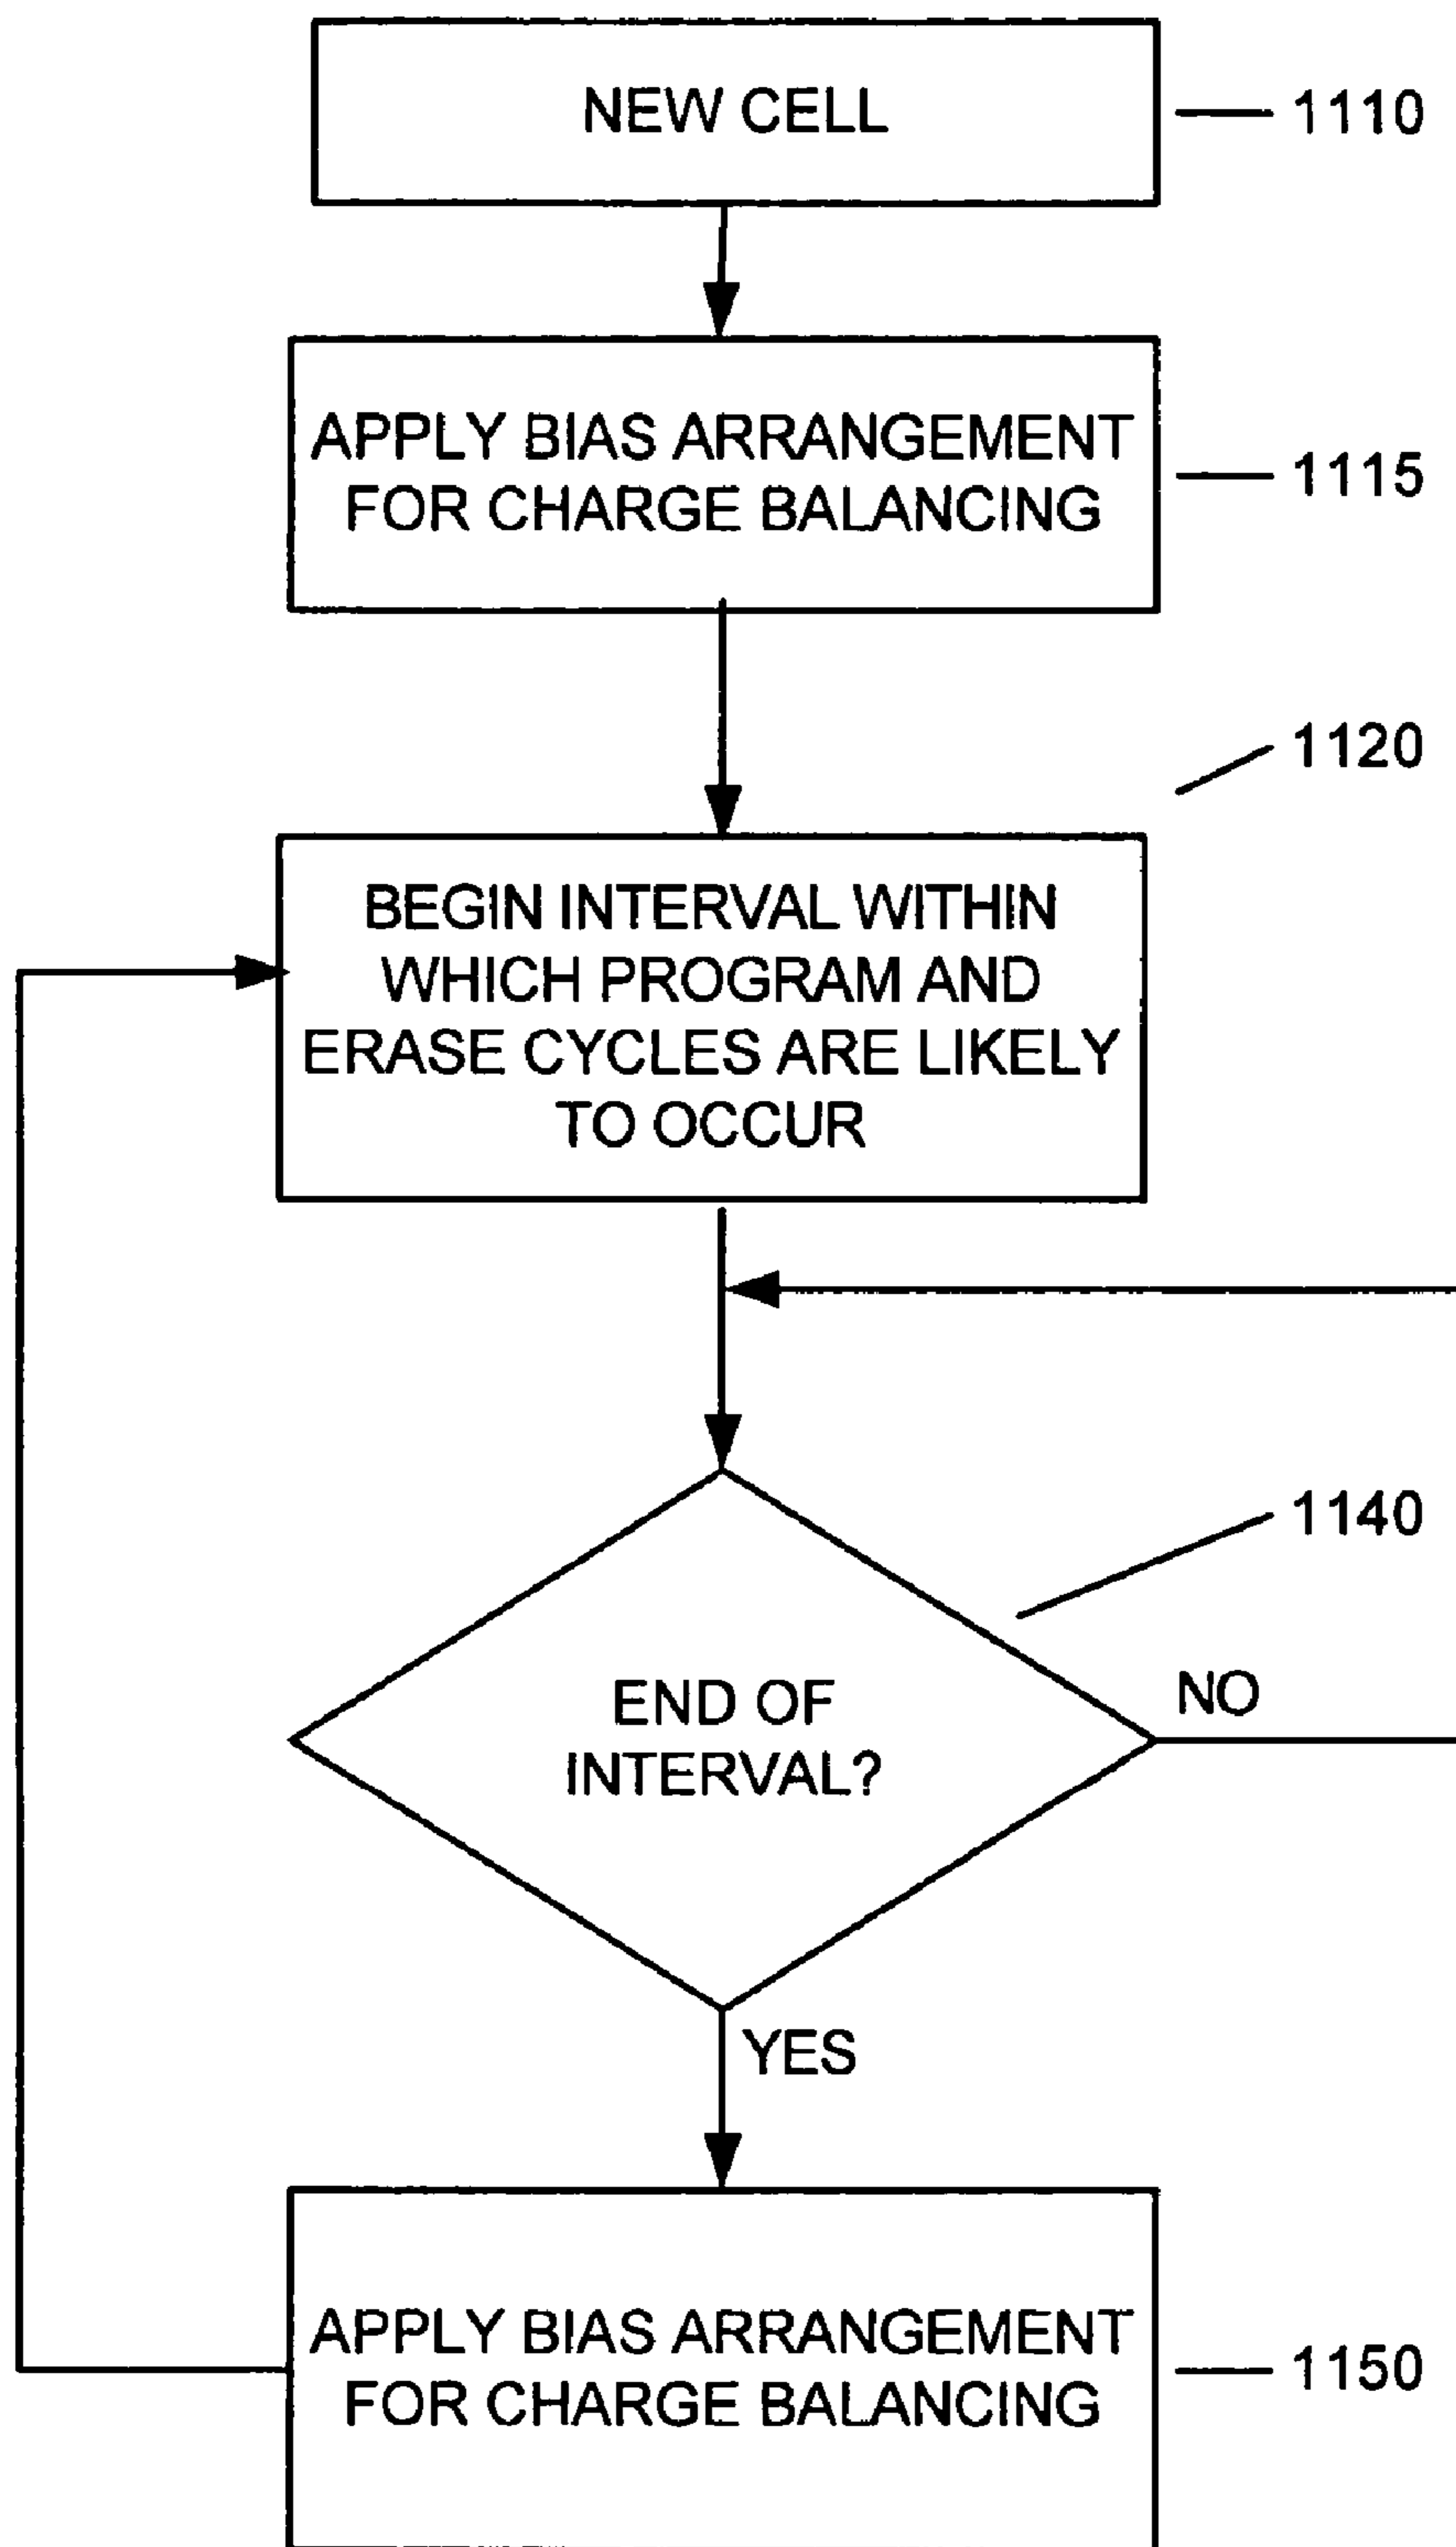 NEW CELL
1110
APPLY BIAS ARRANGEMENT
FOR CHARGE BALANCING
1115
1120
BEGIN INTERVAL WITHIN
WHICH PROGRAM AND
ERASE CYCLES ARE LIKELY
TO OCCUR
1140
END OF
INTERVAL?
NO
YES
APPLY BIAS ARRANGEMENT
FOR CHARGE BALANCING
1150